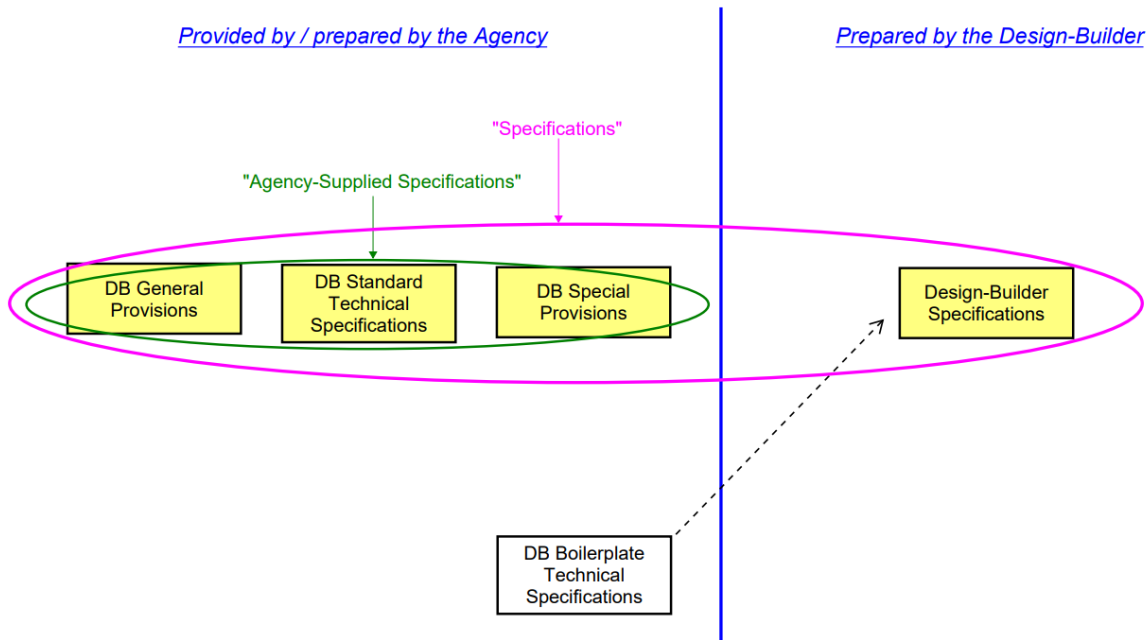 Provided by / prepared by the Agency
Prepared by the Design-Builder
"Specifications"
"Agency-Supplied Specifications"
DB General
Provisions
DB Standard
Technical
Specifications
DB Special
Provisions
Design-Builder
Specifications
DB Boilerplate
Technical
Specifications